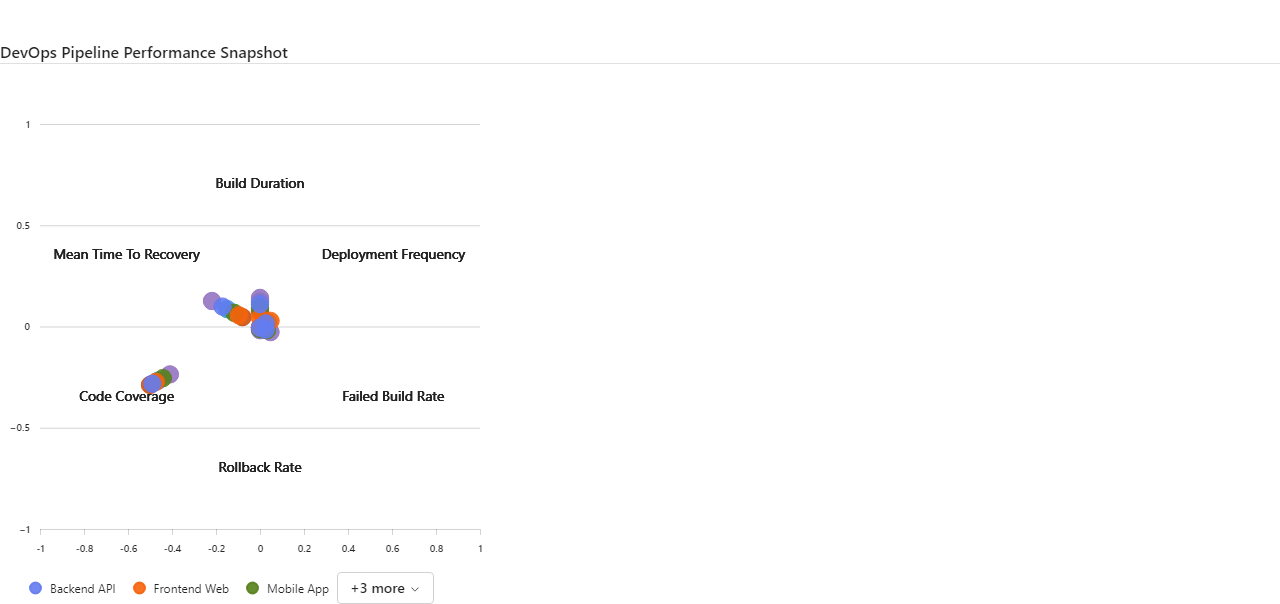 DevOps Pipeline Performance Snapshot
1
Build Duration
0.5
Mean Time To Recovery
Deployment Frequency
0
Code Coverage
Failed Build Rate
−0.5
Rollback Rate
−1
-1 -0.8 -0.6 -0.4 -0.2 0 0.2 0.4 0.6 0.8 1
Backend API Frontend Web Mobile App +3 more